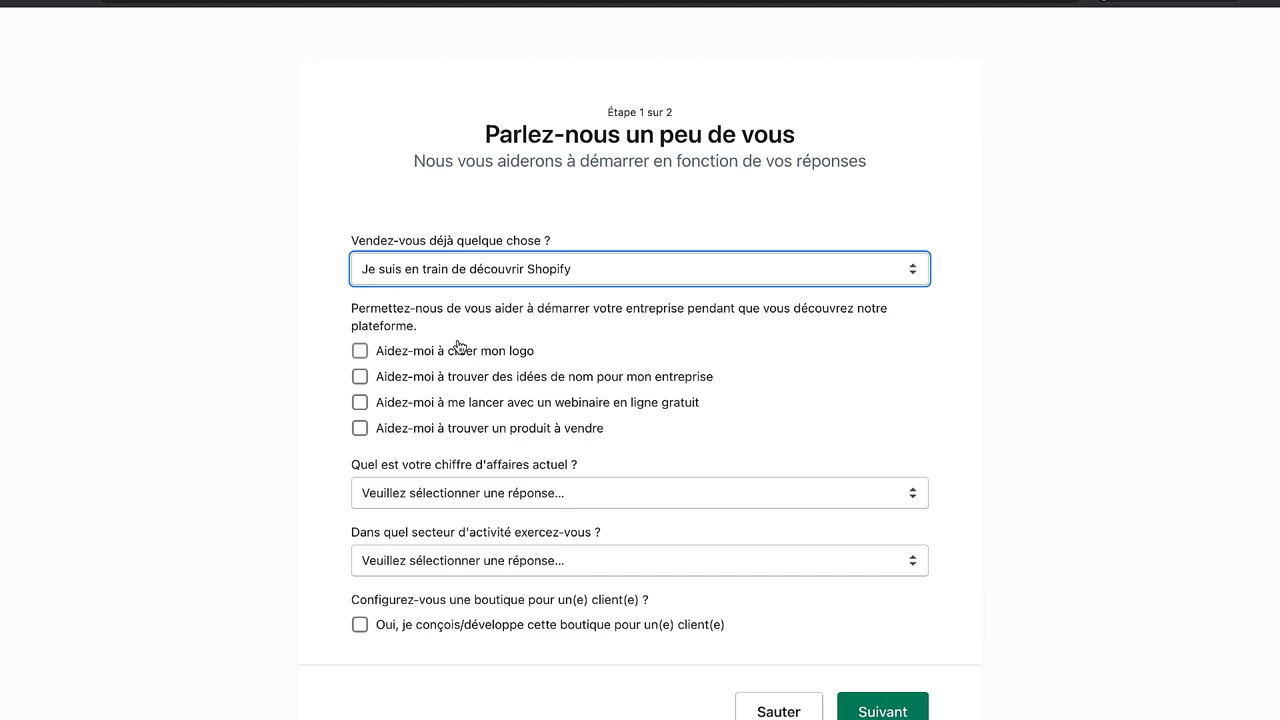 Étape 1 sur 2
Parlez-nous un peu de vous
Nous vous aiderons à démarrer en fonction de vos réponses
Vendez-vous déjà quelque chose ?
Je suis en train de découvrir Shopify
Permettez-nous de vous aider à démarrer votre entreprise pendant que vous découvrez notre
plateforme.
Aidez-moi à créer mon logo
Aidez-moi à trouver des idées de nom pour mon entreprise
Aidez-moi à me lancer avec un webinaire en ligne gratuit
Aidez-moi à trouver un produit à vendre
Quel est votre chiffre d'affaires actuel ?
Veuillez sélectionner une réponse...
Dans quel secteur d'activité exercez-vous ?
Veuillez sélectionner une réponse...
Configurez-vous une boutique pour un(e) client(e) ?
Oui, je conçois/développe cette boutique pour un(e) client(e)
Sauter
Suivant